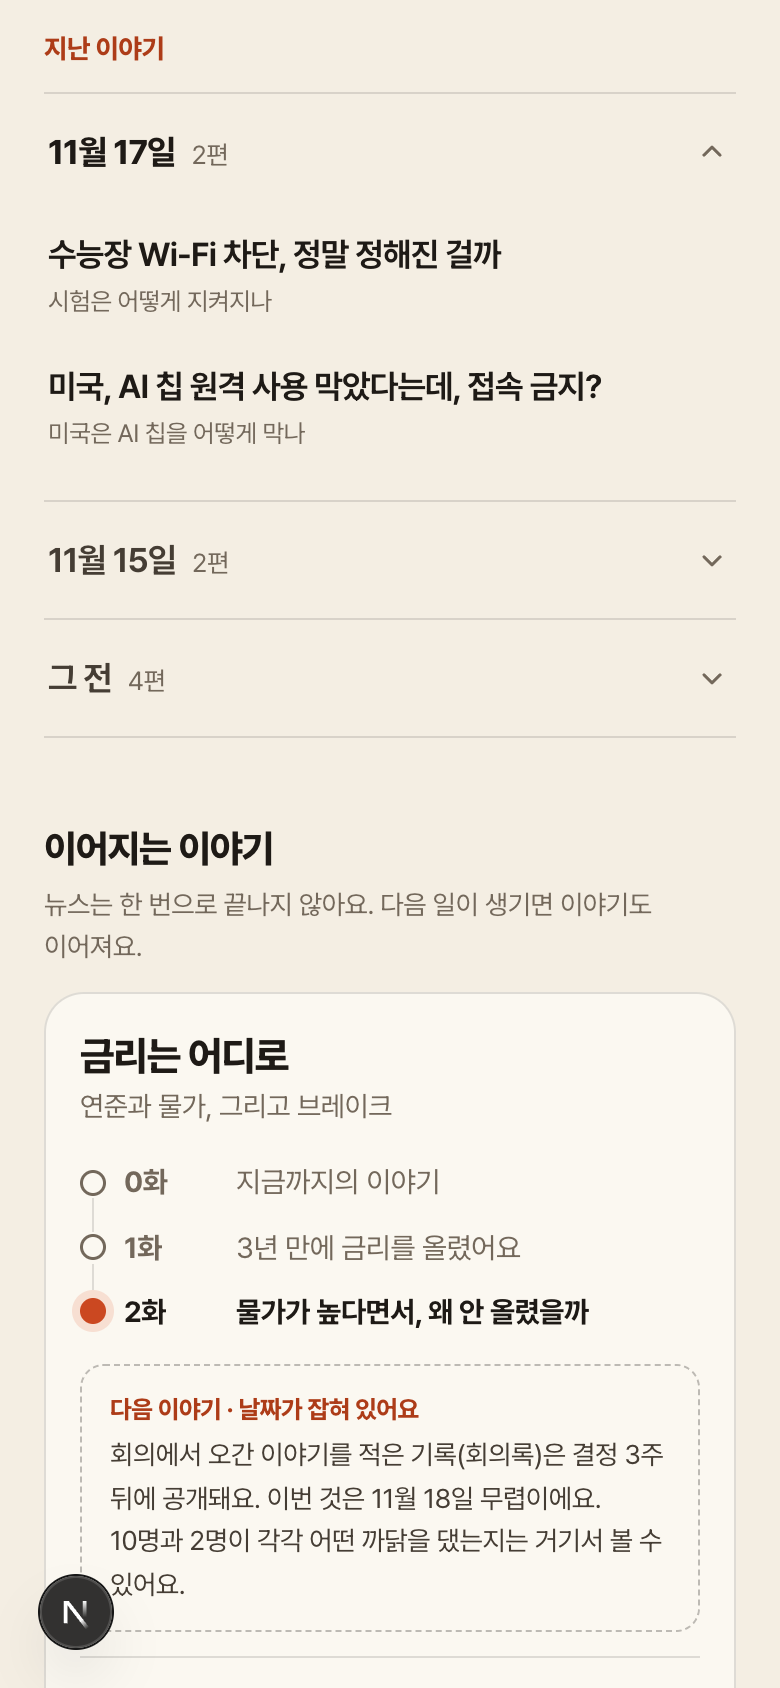 지난 이야기
11월 17일 2편
수능장 Wi-Fi 차단, 정말 정해진 걸까
시험은 어떻게 지켜지나
미국, AI 칩 원격 사용 막았다는데, 접속 금지?
미국은 AI 칩을 어떻게 막나
11월 15일 2편
그 전 4편
이어지는 이야기
뉴스는 한 번으로 끝나지 않아요. 다음 일이 생기면 이야기도
이어져요.
금리는 어디로
연준과 물가, 그리고 브레이크
0화 지금까지의 이야기
1화 3년 만에 금리를 올렸어요
2화 물가가 높다면서, 왜 안 올렸을까
다음 이야기 · 날짜가 잡혀 있어요
회의에서 오간 이야기를 적은 기록(회의록)은 결정 3주
뒤에 공개돼요. 이번 것은 11월 18일 무렵이에요.
10명과 2명이 각각 어떤 까닭을 댔는지는 거기서 볼 수
있어요.
N